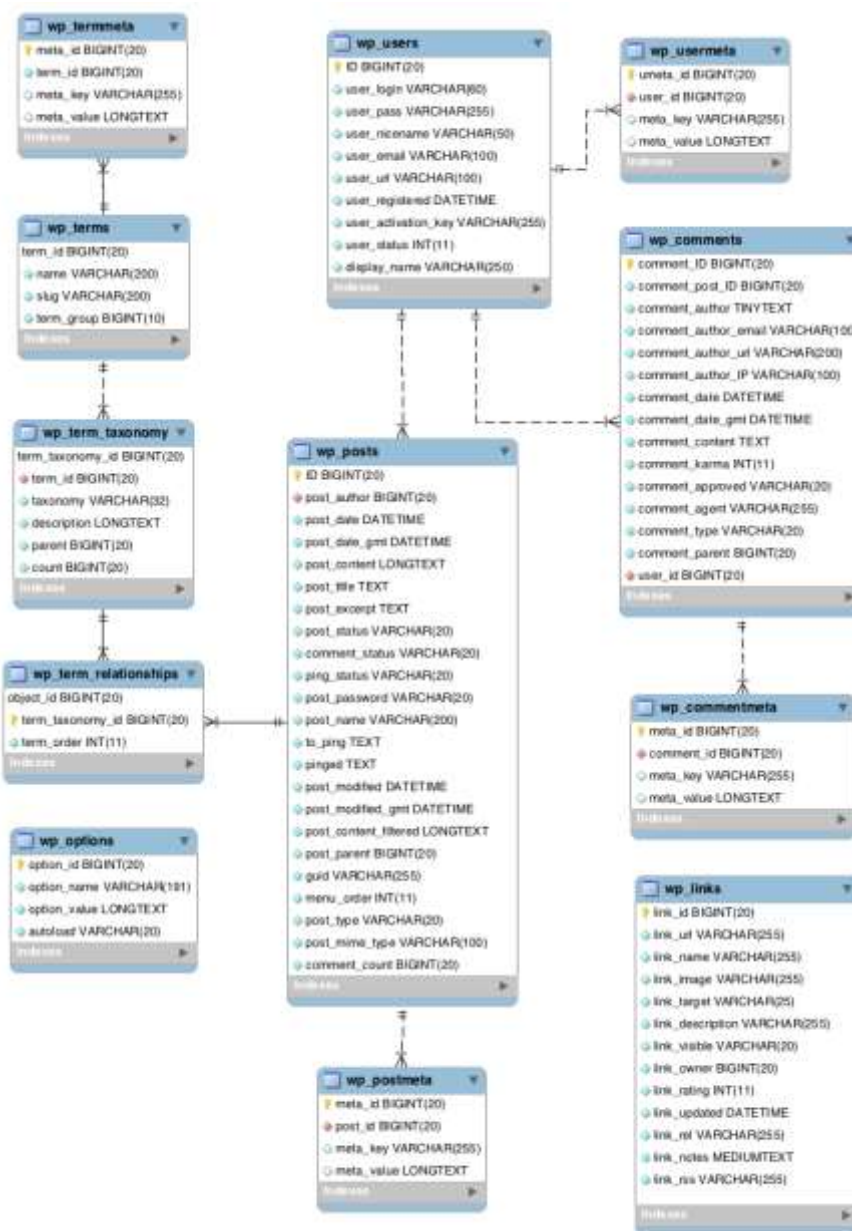 wp_termmeta
meta_id BIGINT(20)
term_id BIGINT(20)
meta_key VARCHAR(255)
meta_value LONGTEXT
Indexes
wp_terms
term_id BIGINT(20)
name VARCHAR(200)
slug VARCHAR(200)
term_group BIGINT(10)
Indexes
wp_term_taxonomy
term_taxonomy_id BIGINT(20)
term_id BIGINT(20)
taxonomy VARCHAR(32)
description LONGTEXT
parent BIGINT(20)
count BIGINT(20)
Indexes
wp_term_relationships
object_id BIGINT(20)
term_taxonomy_id BIGINT(20)
term_order INT(11)
Indexes
wp_options
option_id BIGINT(20)
option_name VARCHAR(191)
option_value LONGTEXT
autoload VARCHAR(20)
Indexes
wp_users
ID BIGINT(20)
user_login VARCHAR(60)
user_pass VARCHAR(255)
user_nicename VARCHAR(50)
user_email VARCHAR(100)
user_url VARCHAR(100)
user_registered DATETIME
user_activation_key VARCHAR(255)
user_status INT(11)
display_name VARCHAR(250)
Indexes
wp_posts
ID BIGINT(20)
post_author BIGINT(20)
post_date DATETIME
post_date_gmt DATETIME
post_content LONGTEXT
post_title TEXT
post_excerpt TEXT
post_status VARCHAR(20)
comment_status VARCHAR(20)
ping_status VARCHAR(20)
post_password VARCHAR(20)
post_name VARCHAR(200)
to_ping TEXT
pinged TEXT
post_modified DATETIME
post_modified_gmt DATETIME
post_content_filtered LONGTEXT
post_parent BIGINT(20)
guid VARCHAR(255)
menu_order INT(11)
post_type VARCHAR(20)
post_mime_type VARCHAR(100)
comment_count BIGINT(20)
Indexes
wp_postmeta
meta_id BIGINT(20)
post_id BIGINT(20)
meta_key VARCHAR(255)
meta_value LONGTEXT
Indexes
wp_usermeta
umeta_id BIGINT(20)
user_id BIGINT(20)
meta_key VARCHAR(255)
meta_value LONGTEXT
Indexes
wp_comments
comment_ID BIGINT(20)
comment_post_ID BIGINT(20)
comment_author TINYTEXT
comment_author_email VARCHAR(100
comment_author_url VARCHAR(200)
comment_author_IP VARCHAR(100)
comment_date DATETIME
comment_date_gmt DATETIME
comment_content TEXT
comment_karma INT(11)
comment_approved VARCHAR(20)
comment_agent VARCHAR(255)
comment_type VARCHAR(20)
comment_parent BIGINT(20)
user_id BIGINT(20)
Indexes
wp_commentmeta
meta_id BIGINT(20)
comment_id BIGINT(20)
meta_key VARCHAR(255)
meta_value LONGTEXT
Indexes
wp_links
link_id BIGINT(20)
link_url VARCHAR(255)
link_name VARCHAR(255)
link_image VARCHAR(255)
link_target VARCHAR(25)
link_description VARCHAR(255)
link_visible VARCHAR(20)
link_owner BIGINT(20)
link_rating INT(11)
link_updated DATETIME
link_rel VARCHAR(255)
link_notes MEDIUMTEXT
link_rss VARCHAR(255)
Indexes